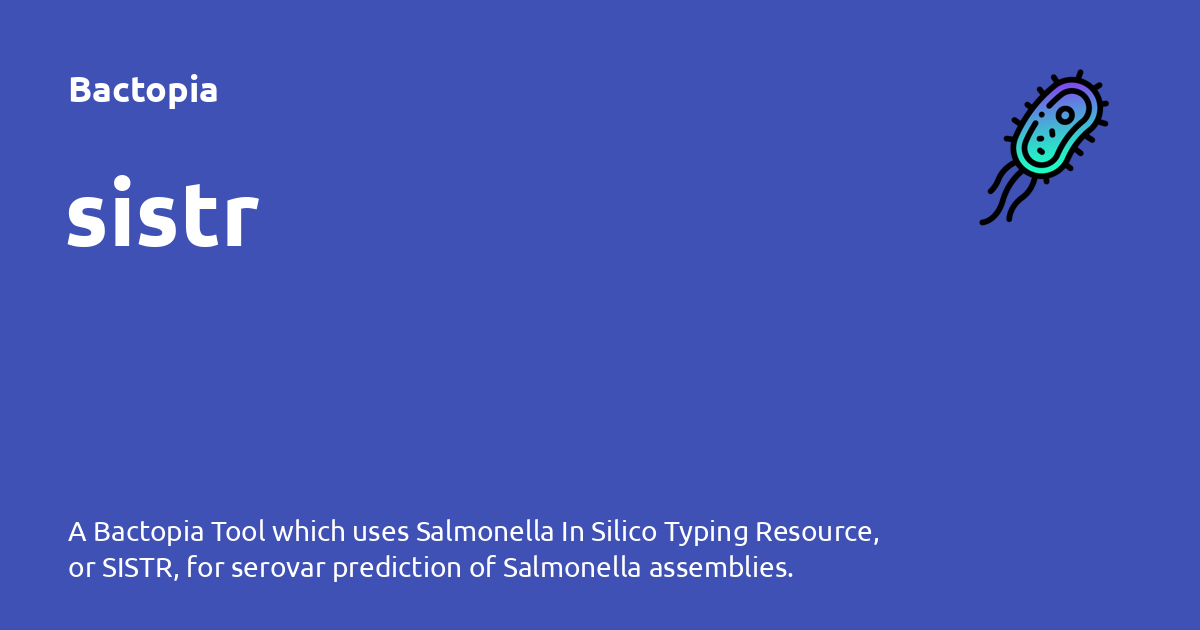 Bactopia
sistr
A Bactopia Tool which uses Salmonella In Silico Typing Resource,
or SISTR, for serovar prediction of Salmonella assemblies.